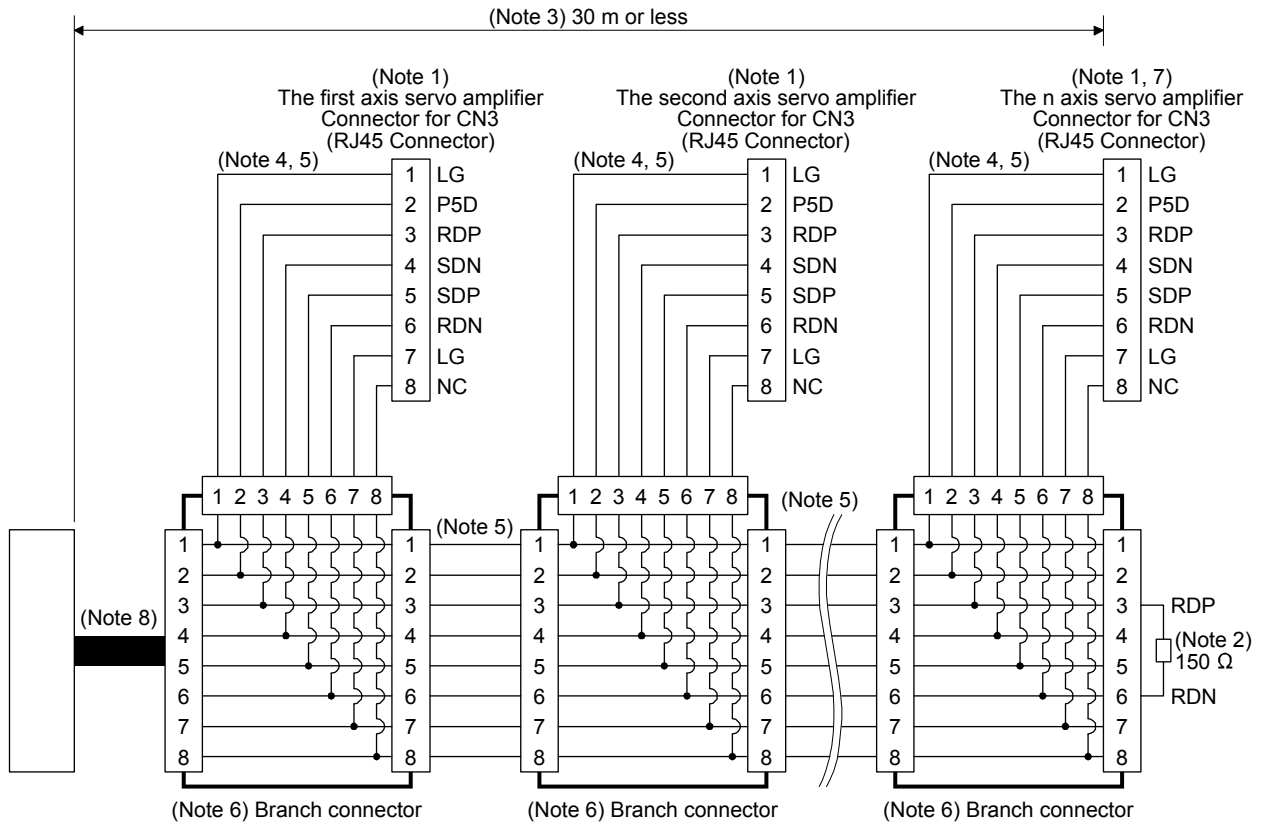 (Note 3) 30 m or less
(Note 1)
The first axis servo amplifier
Connector for CN3
(RJ45 Connector)
(Note 1)
The second axis servo amplifier
Connector for CN3
(RJ45 Connector)
(Note 1, 7)
The n axis servo amplifier
Connector for CN3
(RJ45 Connector)
(Note 4, 5)
1 LG
2 P5D
3 RDP
4 SDN
5 SDP
6 RDN
7 LG
8 NC
(Note 4, 5)
1 LG
2 P5D
3 RDP
4 SDN
5 SDP
6 RDN
7 LG
8 NC
(Note 4, 5)
1 LG
2 P5D
3 RDP
4 SDN
5 SDP
6 RDN
7 LG
8 NC
1 2 3 4 5 6 7 8
1 2 3 4 5 6 7 8
1 2 3 4 5 6 7 8
(Note 8)
(Note 5)
(Note 5)
1 1
2 2
3 3
4 4
5 5
6 6
7 7
8 8
1 1
2 2
3 3
4 4
5 5
6 6
7 7
8 8
1 1
2 2
3 3
4 4
5 5
6 6
7 7
8 8
RDP
(Note 2)
150 Ω
RDN
(Note 6) Branch connector
(Note 6) Branch connector
(Note 6) Branch connector